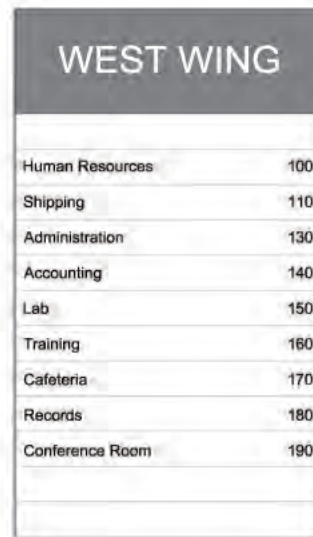 WEST WING
Human Resources 100
Shipping 110
Administration 130
Accounting 140
Lab 150
Training 160
Cafeteria 170
Records 180
Conference Room 190